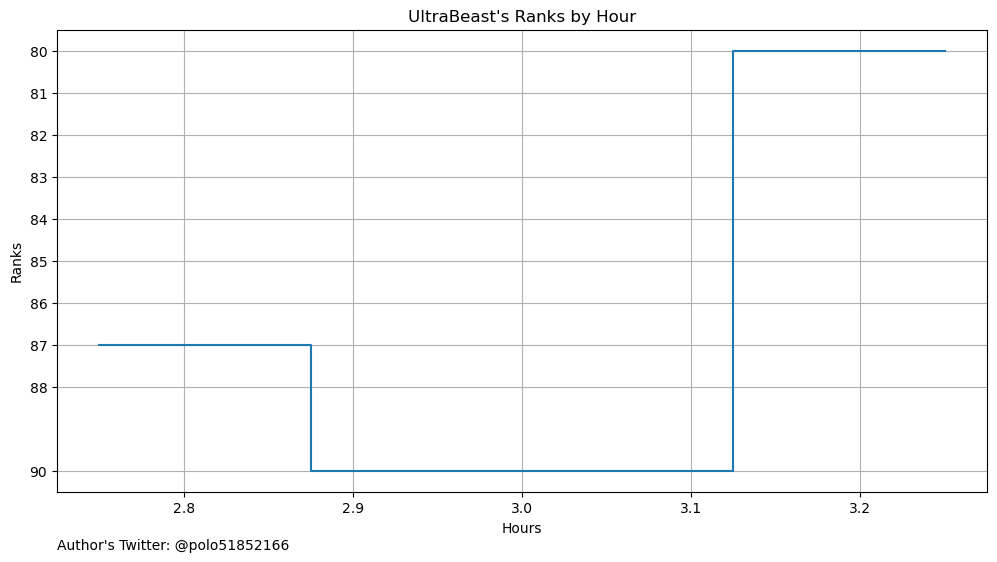 UltraBeast's Ranks by Hour
80
81
82
83
84
85
86
87
88
90
Ranks
2.8 2.9 3.0 3.1 3.2
Hours
Author's Twitter: @polo51852166